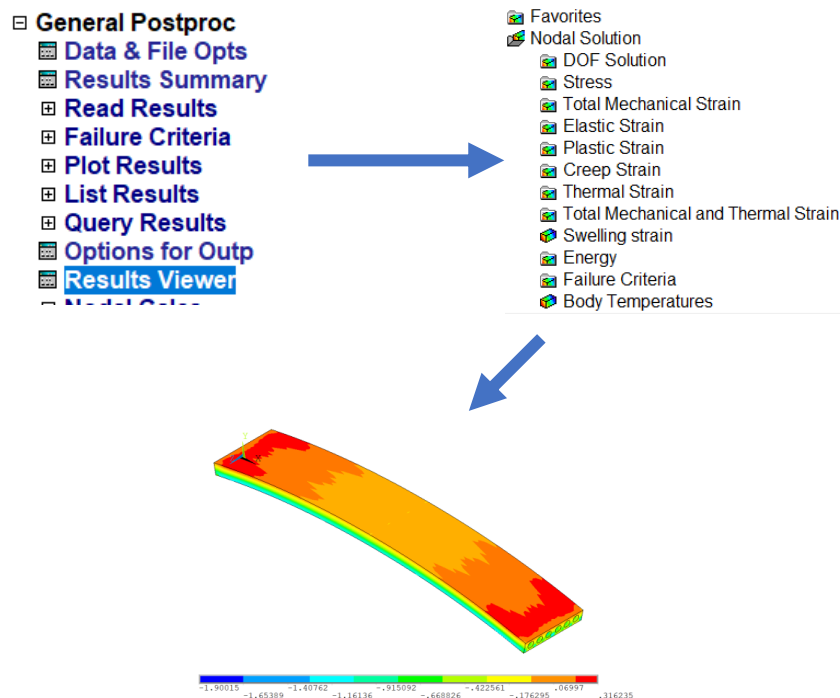 General Postproc
Data & File Opts
Results Summary
Read Results
Failure Criteria
Plot Results
List Results
Query Results
Options for Outp
Results Viewer
Favorites
Nodal Solution
DOF Solution
Stress
Total Mechanical Strain
Elastic Strain
Plastic Strain
Creep Strain
Thermal Strain
Total Mechanical and Thermal Strain
Swelling strain
Energy
Failure Criteria
Body Temperatures
-1.90015 -1.40762 -.915092 -.422561 .06997
-1.65389 -1.16136 -.668826 -.176295 .316235